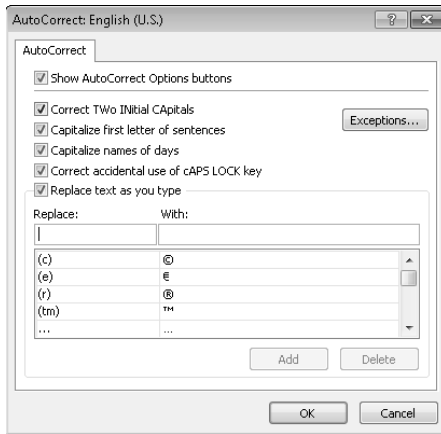 AutoCorrect: English (U.S.)
AutoCorrect
Show AutoCorrect Options buttons
Correct TWo INitial CApitals
Exceptions...
Capitalize first letter of sentences
Capitalize names of days
Correct accidental use of cAPS LOCK key
Replace text as you type
Replace: With:
(c) ©
(e) €
(r) ®
(tm) ™
... …
Add Delete
OK Cancel